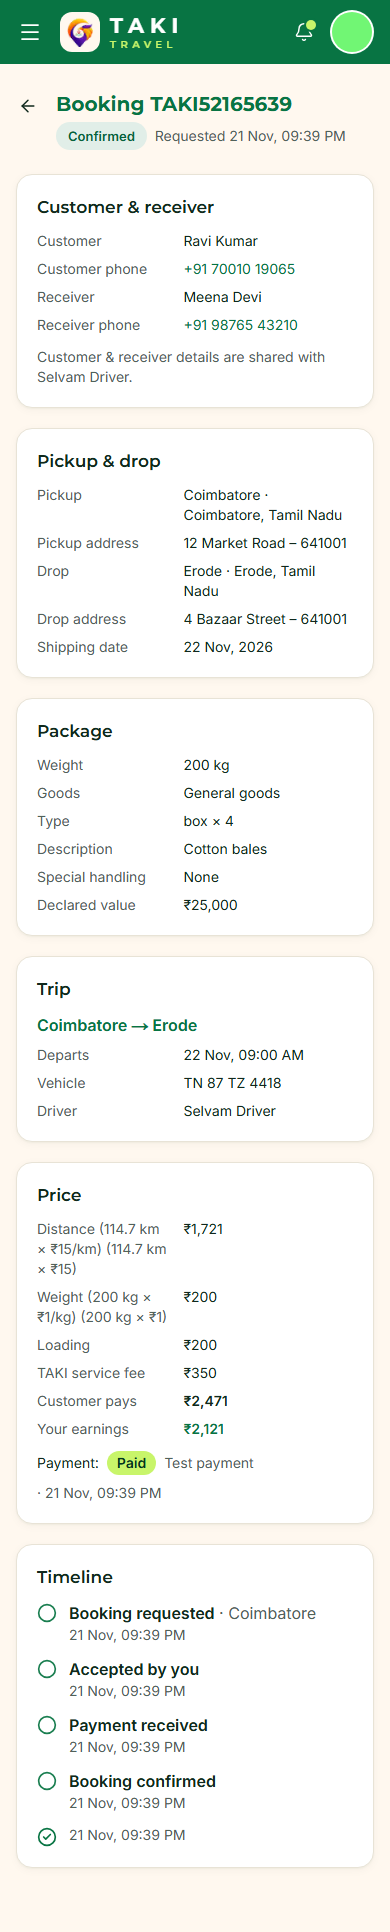 TAKI
TRAVEL
Booking TAKI52165639
Confirmed Requested 21 Nov, 09:39 PM
Customer & receiver
Customer Ravi Kumar
Customer phone +91 70010 19065
Receiver Meena Devi
Receiver phone +91 98765 43210
Customer & receiver details are shared with
Selvam Driver.
Pickup & drop
Pickup Coimbatore ·
Coimbatore, Tamil Nadu
Pickup address 12 Market Road – 641001
Drop Erode · Erode, Tamil
Nadu
Drop address 4 Bazaar Street – 641001
Shipping date 22 Nov, 2026
Package
Weight 200 kg
Goods General goods
Type box × 4
Description Cotton bales
Special handling None
Declared value ₹25,000
Trip
Coimbatore → Erode
Departs 22 Nov, 09:00 AM
Vehicle TN 87 TZ 4418
Driver Selvam Driver
Price
Distance (114.7 km ₹1,721
× ₹15/km) (114.7 km
× ₹15)
Weight (200 kg × ₹200
₹1/kg) (200 kg × ₹1)
Loading ₹200
TAKI service fee ₹350
Customer pays ₹2,471
Your earnings ₹2,121
Payment: Paid Test payment
· 21 Nov, 09:39 PM
Timeline
Booking requested · Coimbatore
21 Nov, 09:39 PM
Accepted by you
21 Nov, 09:39 PM
Payment received
21 Nov, 09:39 PM
Booking confirmed
21 Nov, 09:39 PM
21 Nov, 09:39 PM